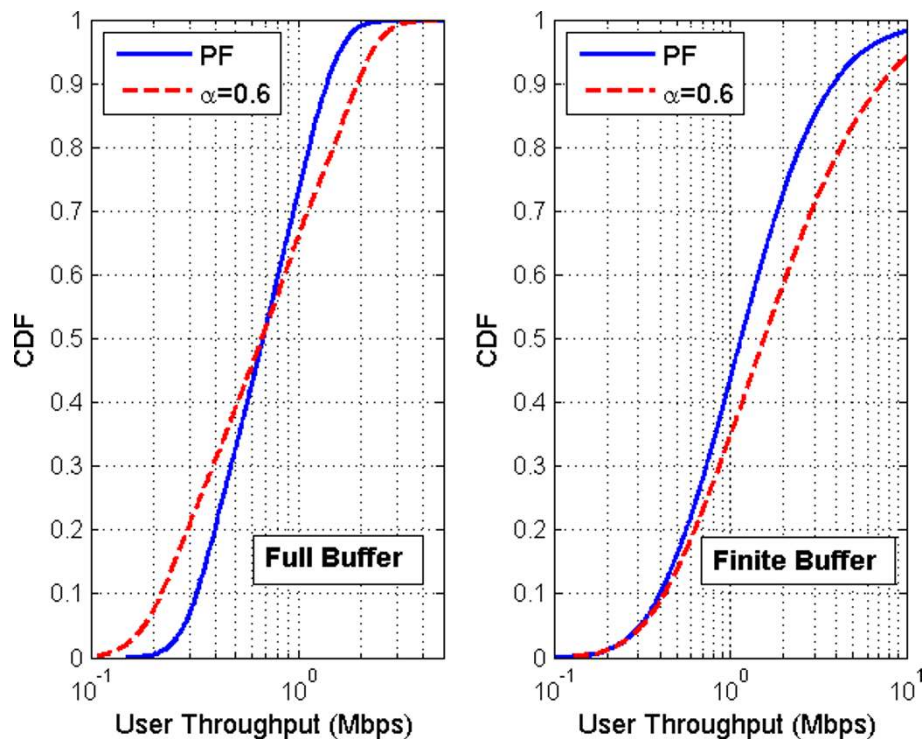 PF
α=0.6
Full Buffer
CDF
1
0.9
0.8
0.7
0.6
0.5
0.4
0.3
0.2
0.1
0
10^-1
10^0
User Throughput (Mbps)
PF
α=0.6
Finite Buffer
CDF
1
0.9
0.8
0.7
0.6
0.5
0.4
0.3
0.2
0.1
0
10^-1
10^0
10^1
User Throughput (Mbps)